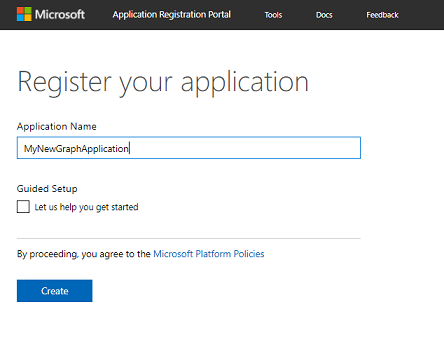 Microsoft Application Registration Portal Tools Docs Feedback
Register your application
Application Name
MyNewGraphApplication
Guided Setup
Let us help you get started
By proceeding, you agree to the Microsoft Platform Policies
Create